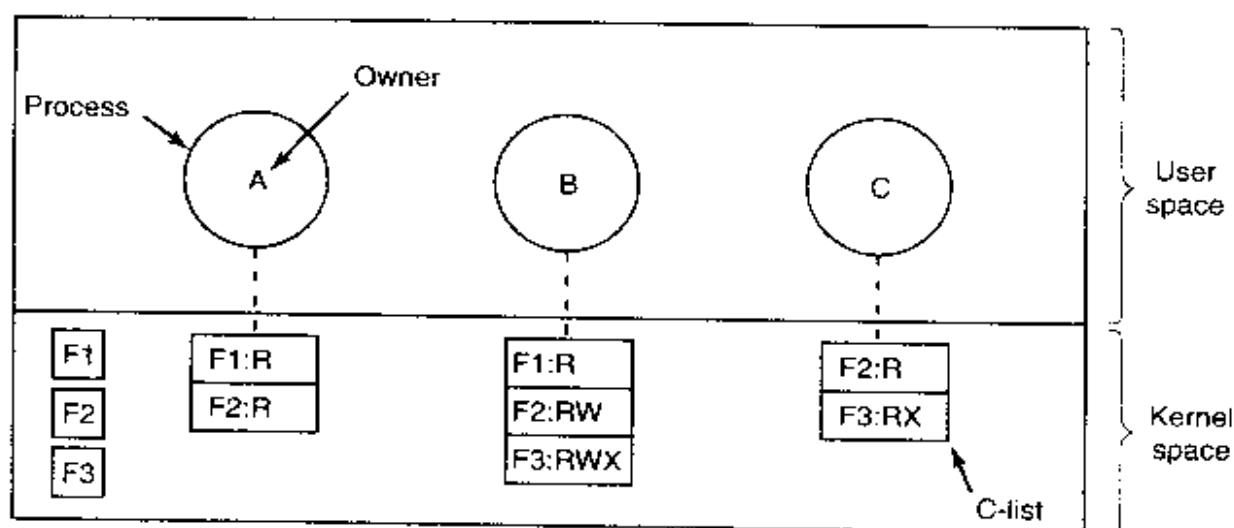 Owner
Process
A
B
C
User
space
F1
F2
F3
F1:R
F2:R
F1:R
F2:RW
F3:RWX
F2:R
F3:RX
Kernel
space
C-list